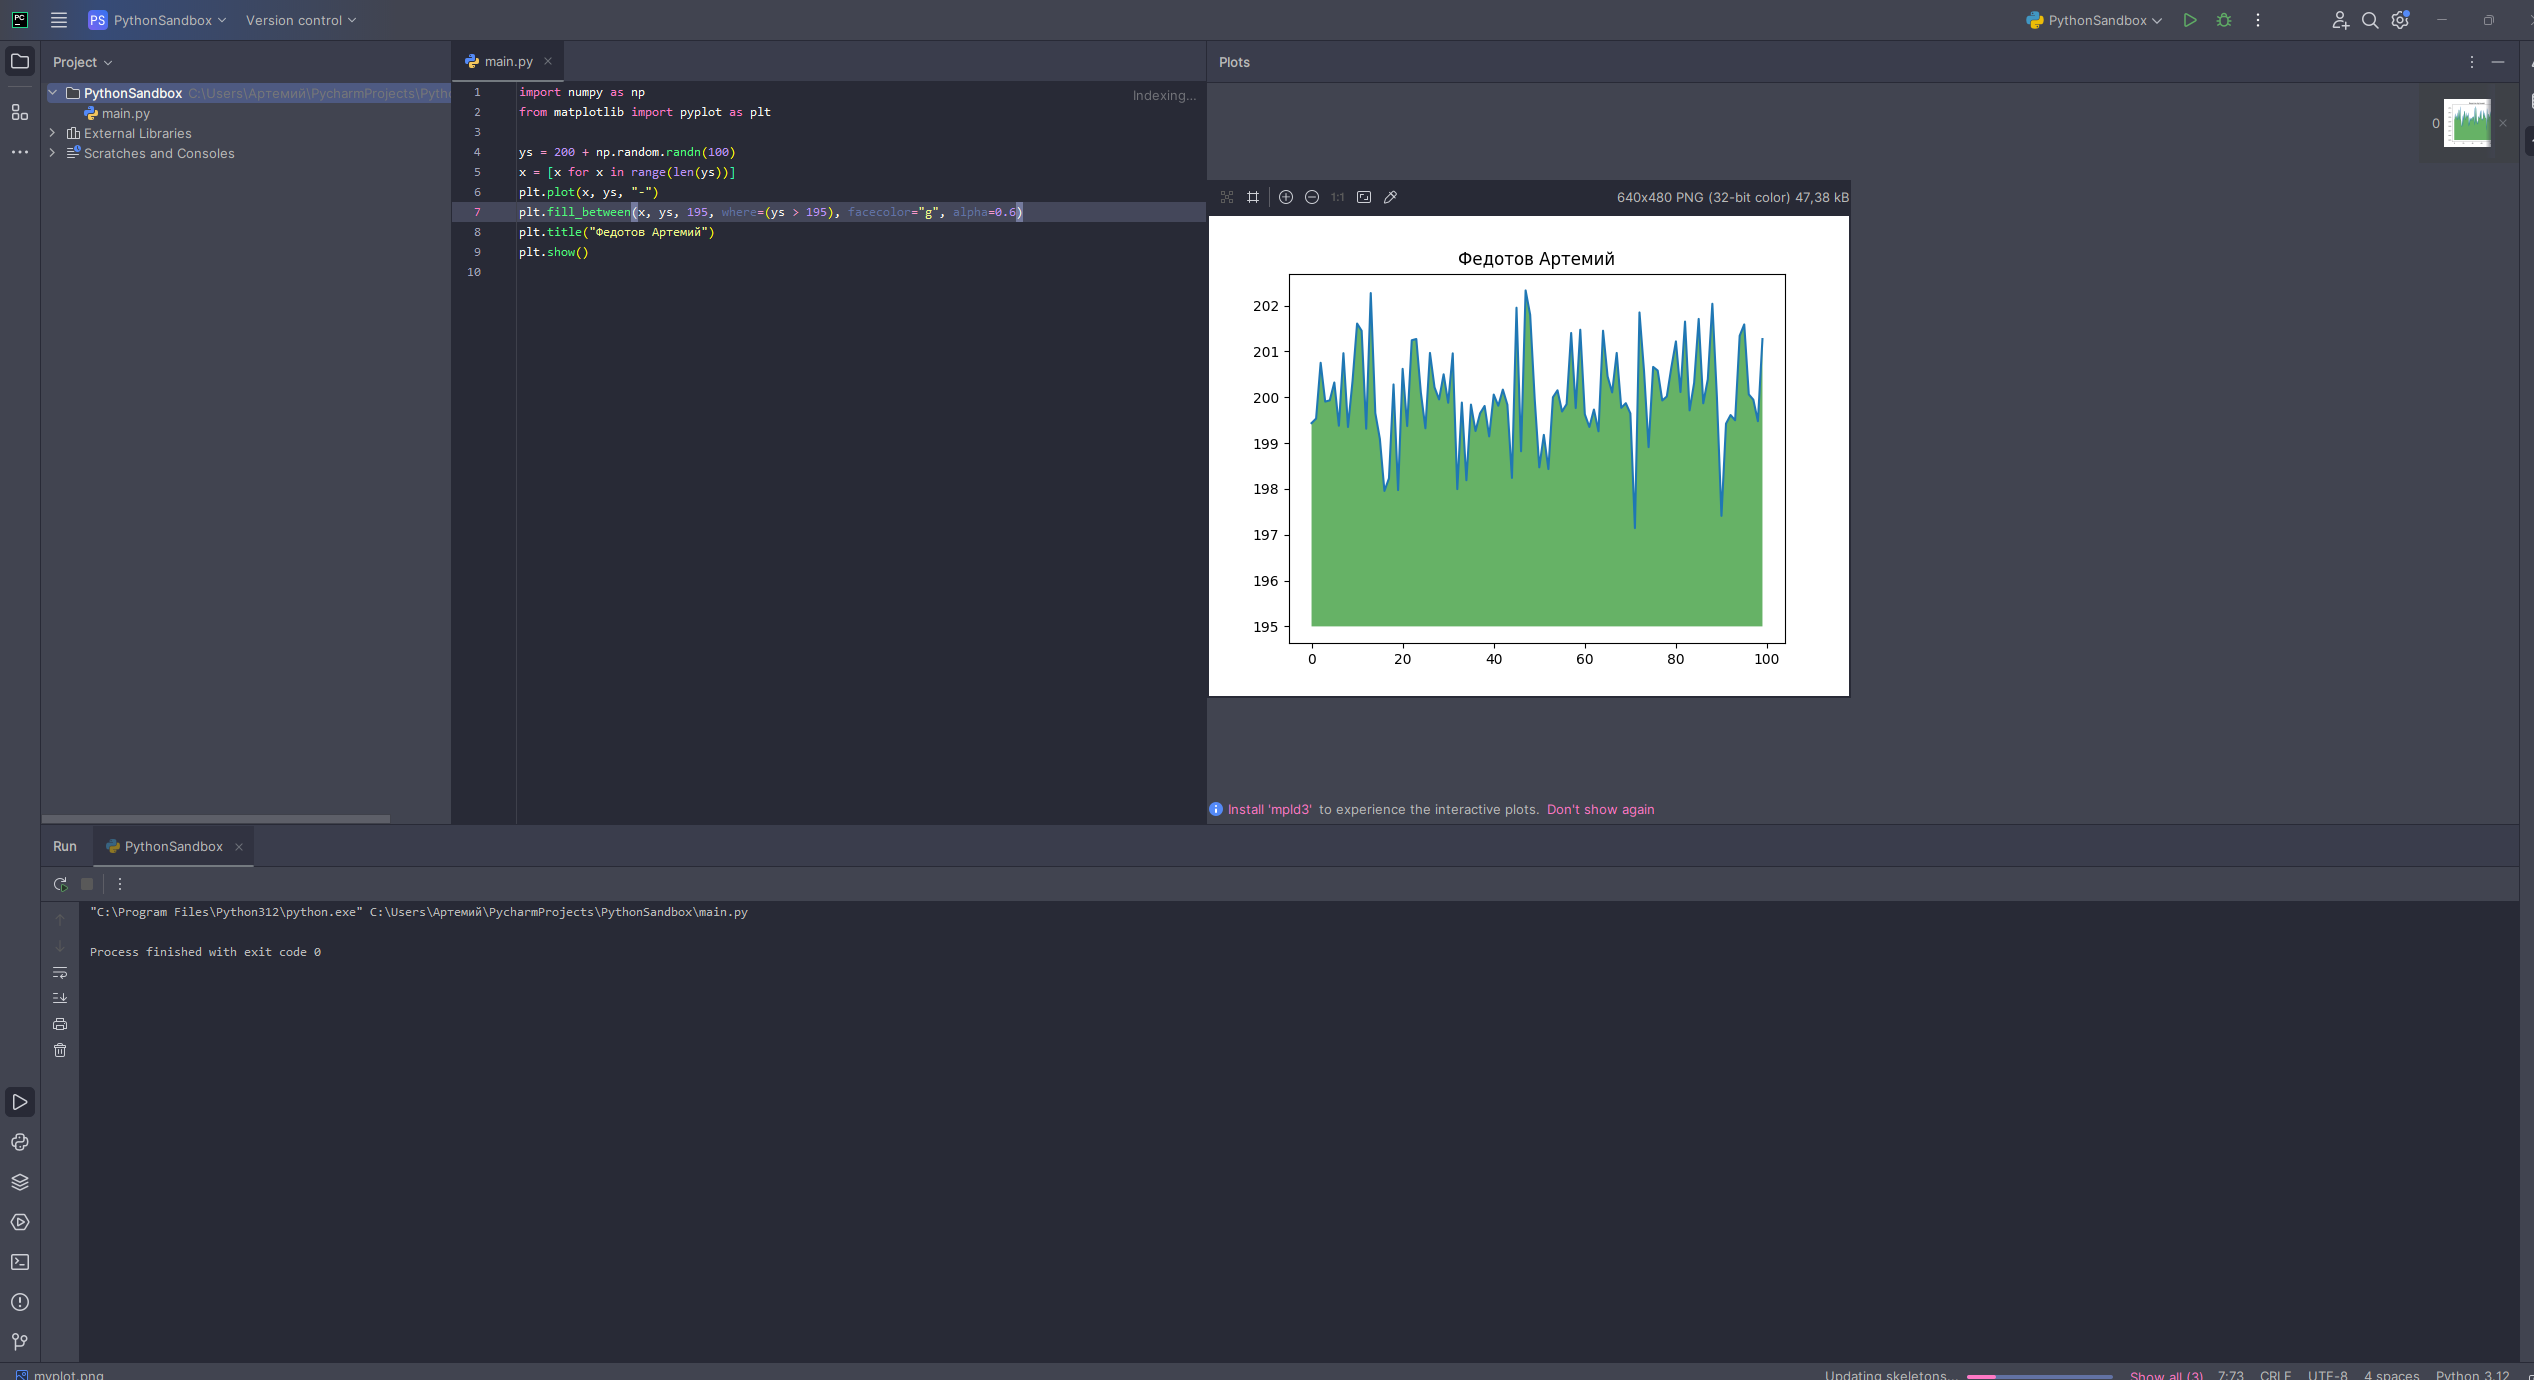 PC
PS PythonSandbox
Version control
PythonSandbox
Project
PythonSandbox C:\Users\Артемий\PycharmProjects\Pytho
main.py
External Libraries
Scratches and Consoles
main.py
Indexing...
1 import numpy as np
2 from matplotlib import pyplot as plt
3
4 ys = 200 + np.random.randn(100)
5 x = [x for x in range(len(ys))]
6 plt.plot(x, ys, "-")
7 plt.fill_between(x, ys, 195, where=(ys > 195), facecolor="g", alpha=0.6)
8 plt.title("Федотов Артемий")
9 plt.show()
10
Plots
0
1:1
640x480 PNG (32-bit color) 47,38 kB
Федотов Артемий
202
201
200
199
198
197
196
195
0 20 40 60 80 100
Install 'mpld3' to experience the interactive plots. Don't show again
Run
PythonSandbox
"C:\Program Files\Python312\python.exe" C:\Users\Артемий\PycharmProjects\PythonSandbox\main.py
Process finished with exit code 0
myplot.png
Updating skeletons...
Show all (3)
7:73
CRLF
UTF-8
4 spaces
Python 3.12